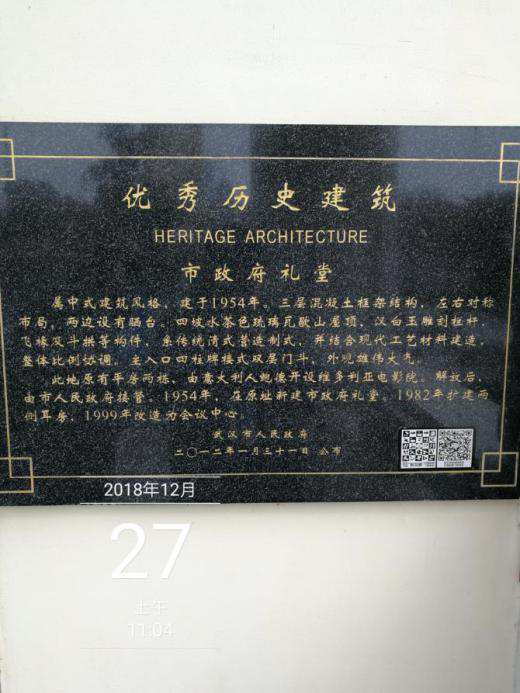 优秀历史建筑
HERITAGE ARCHITECTURE
市政府礼堂
属中式建筑风格，建于1954年。三层混凝土框架结构，左右对称
布局，两边设有晒台。四坡水茶色琉璃瓦歇山屋顶，汉白玉雕刻栏杆，
飞椽及斗拱等构件，系传统清式营造制式，并结合现代工艺材料建造，
整体比例协调，主入口四柱牌楼式双层门斗，外观雄伟大气。
此地原有平房两栋，由意大利人鲍德开设维多利亚电影院。解放后，
由市人民政府接管。1954年，在原址新建市政府礼堂。1982年扩建两
侧耳房，1999年改造为会议中心。
武汉市人民政府
二〇一二年一月三十一日 公布
2018年12月
27
上午
11:04